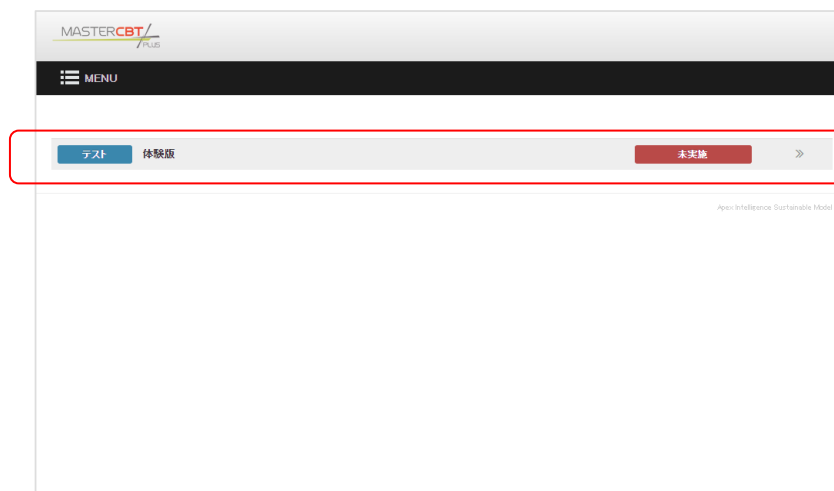 MASTERCBT
PLUS
MENU
テスト 体験版 未実施 »
Apex Intelligence Sustainable Model